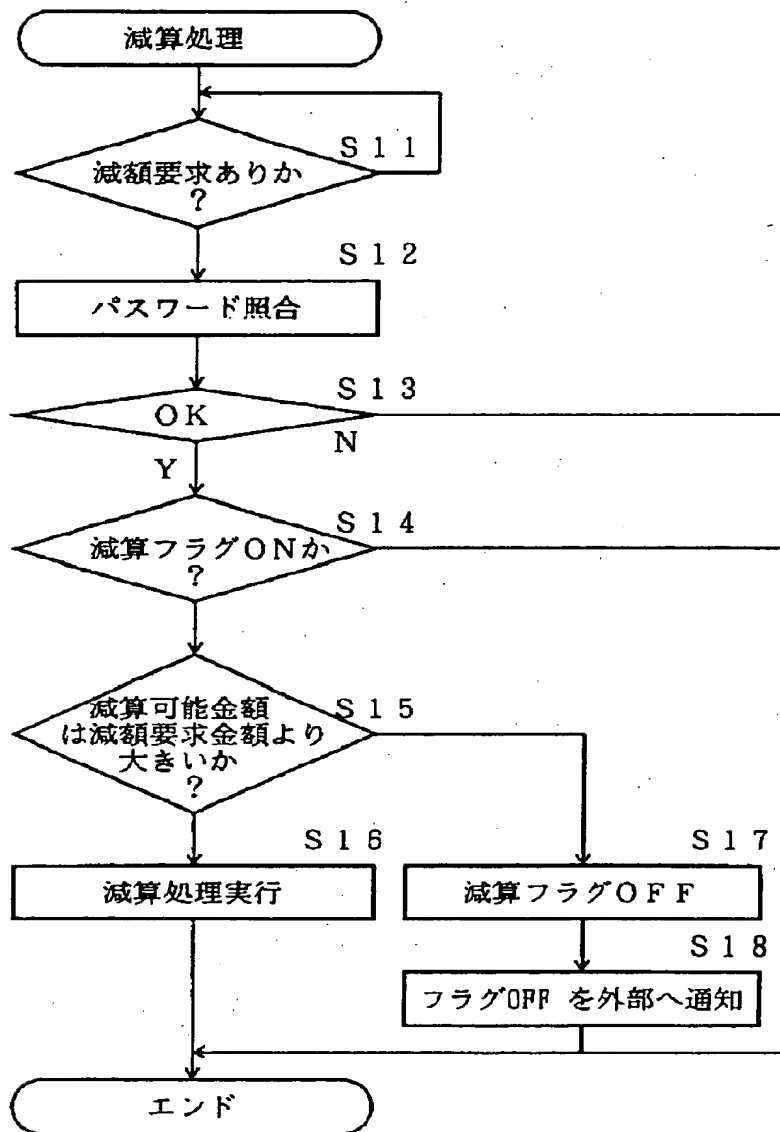 減算処理
S11
減額要求ありか
?
S12
パスワード照合
S13
OK
N
Y
S14
減算フラグONか
?
S15
減算可能金額
は減額要求金額より
大きいか
?
S16
減算処理実行
S17
減算フラグOFF
S18
フラグOFF を外部へ通知
エンド